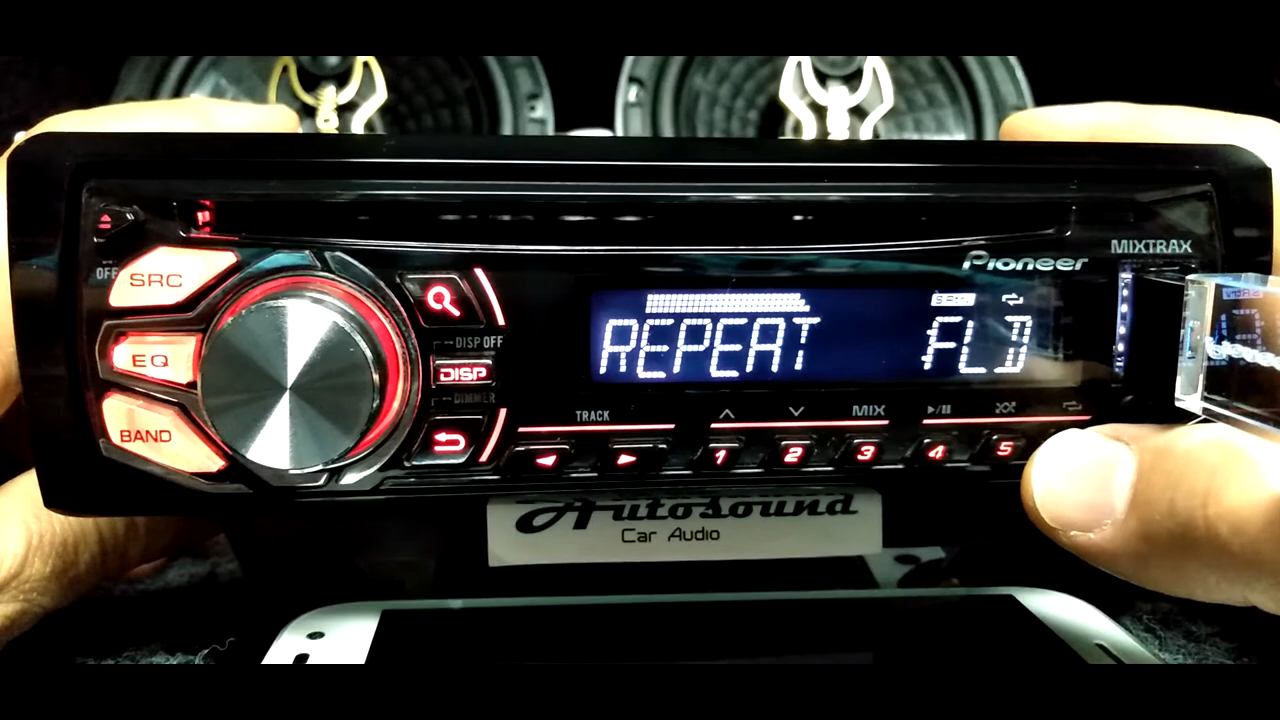 MIXTRAX
Pioneer
OFF
SRC
DISP OFF
REPEAT FLD
EQ
DISP
DIMMER
TRACK
MIX
BAND
1 2 3 4 5
Autosound
Car Audio